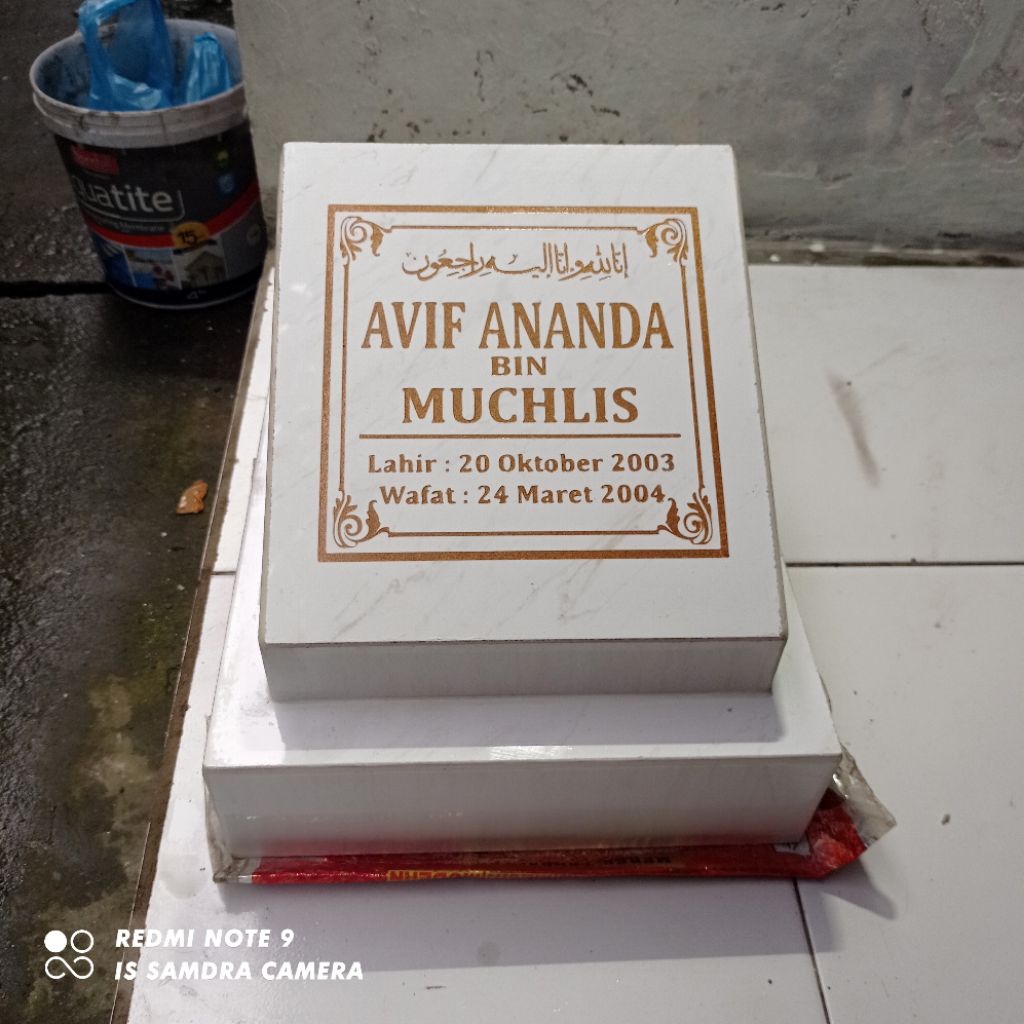 إنا لله وإنا إليه راجعون
AVIF ANANDA
BIN
MUCHLIS
Lahir : 20 Oktober 2003
Wafat : 24 Maret 2004
15
REDMI NOTE 9
IS SAMDRA CAMERA